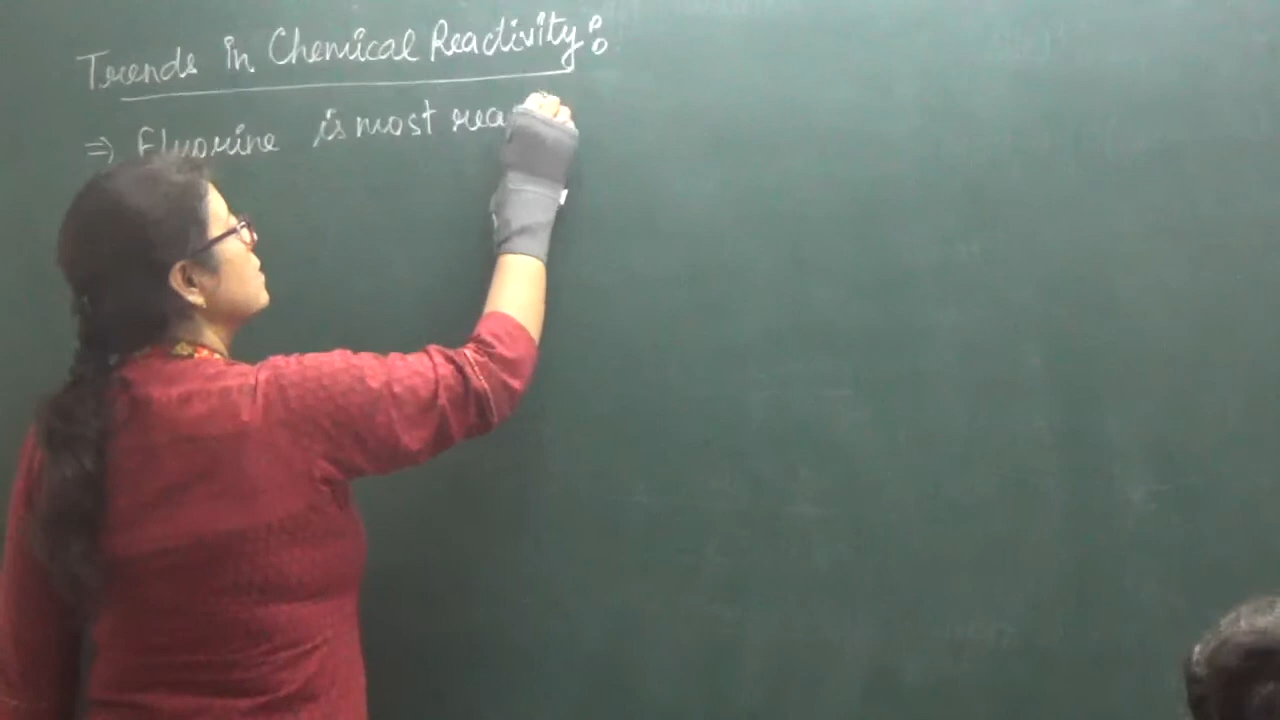 Trends in Chemical Reactivity:
⇒ Fluorine is most rea